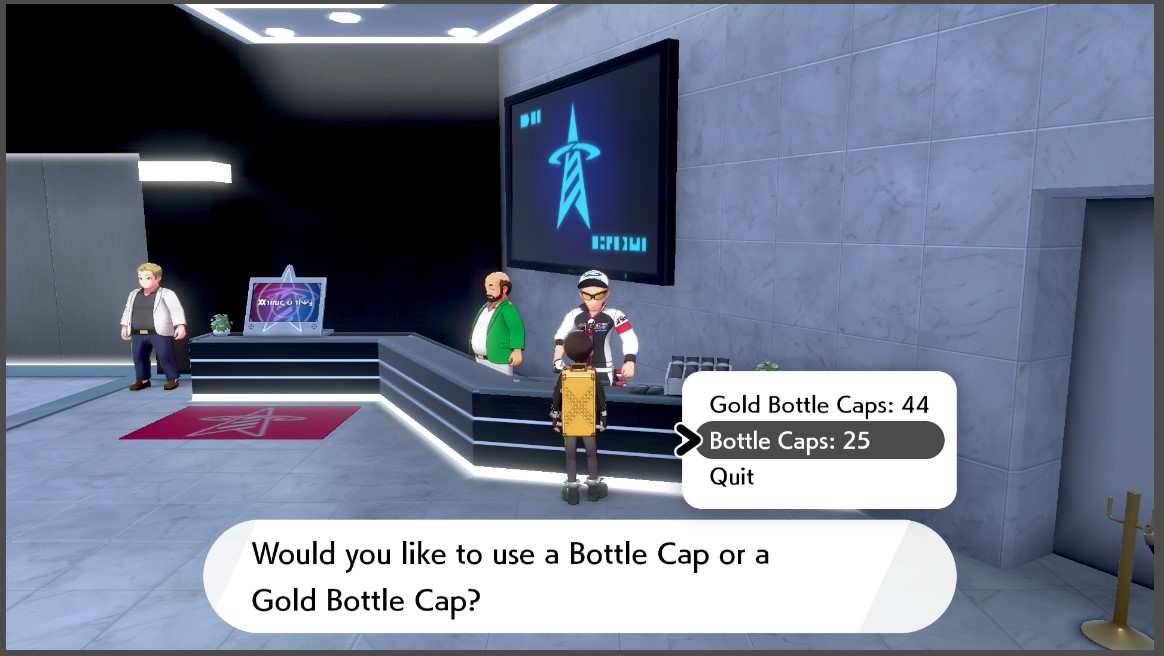 Gold Bottle Caps: 44
Bottle Caps: 25
Quit
Would you like to use a Bottle Cap or a
Gold Bottle Cap?